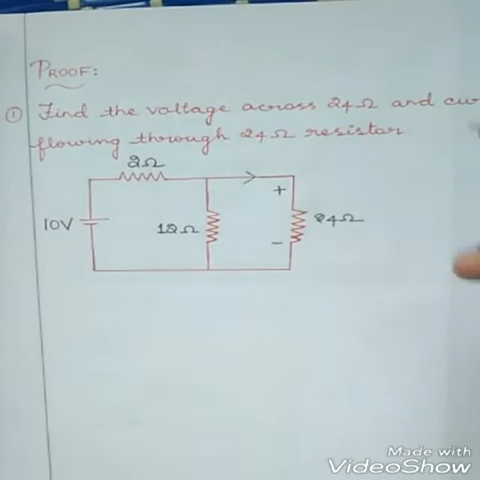 PROOF:
① Find the voltage across 24Ω and cu
flowing through 24Ω resistor
2Ω
10V
12Ω
+
24Ω
-
Made with
VideoShow